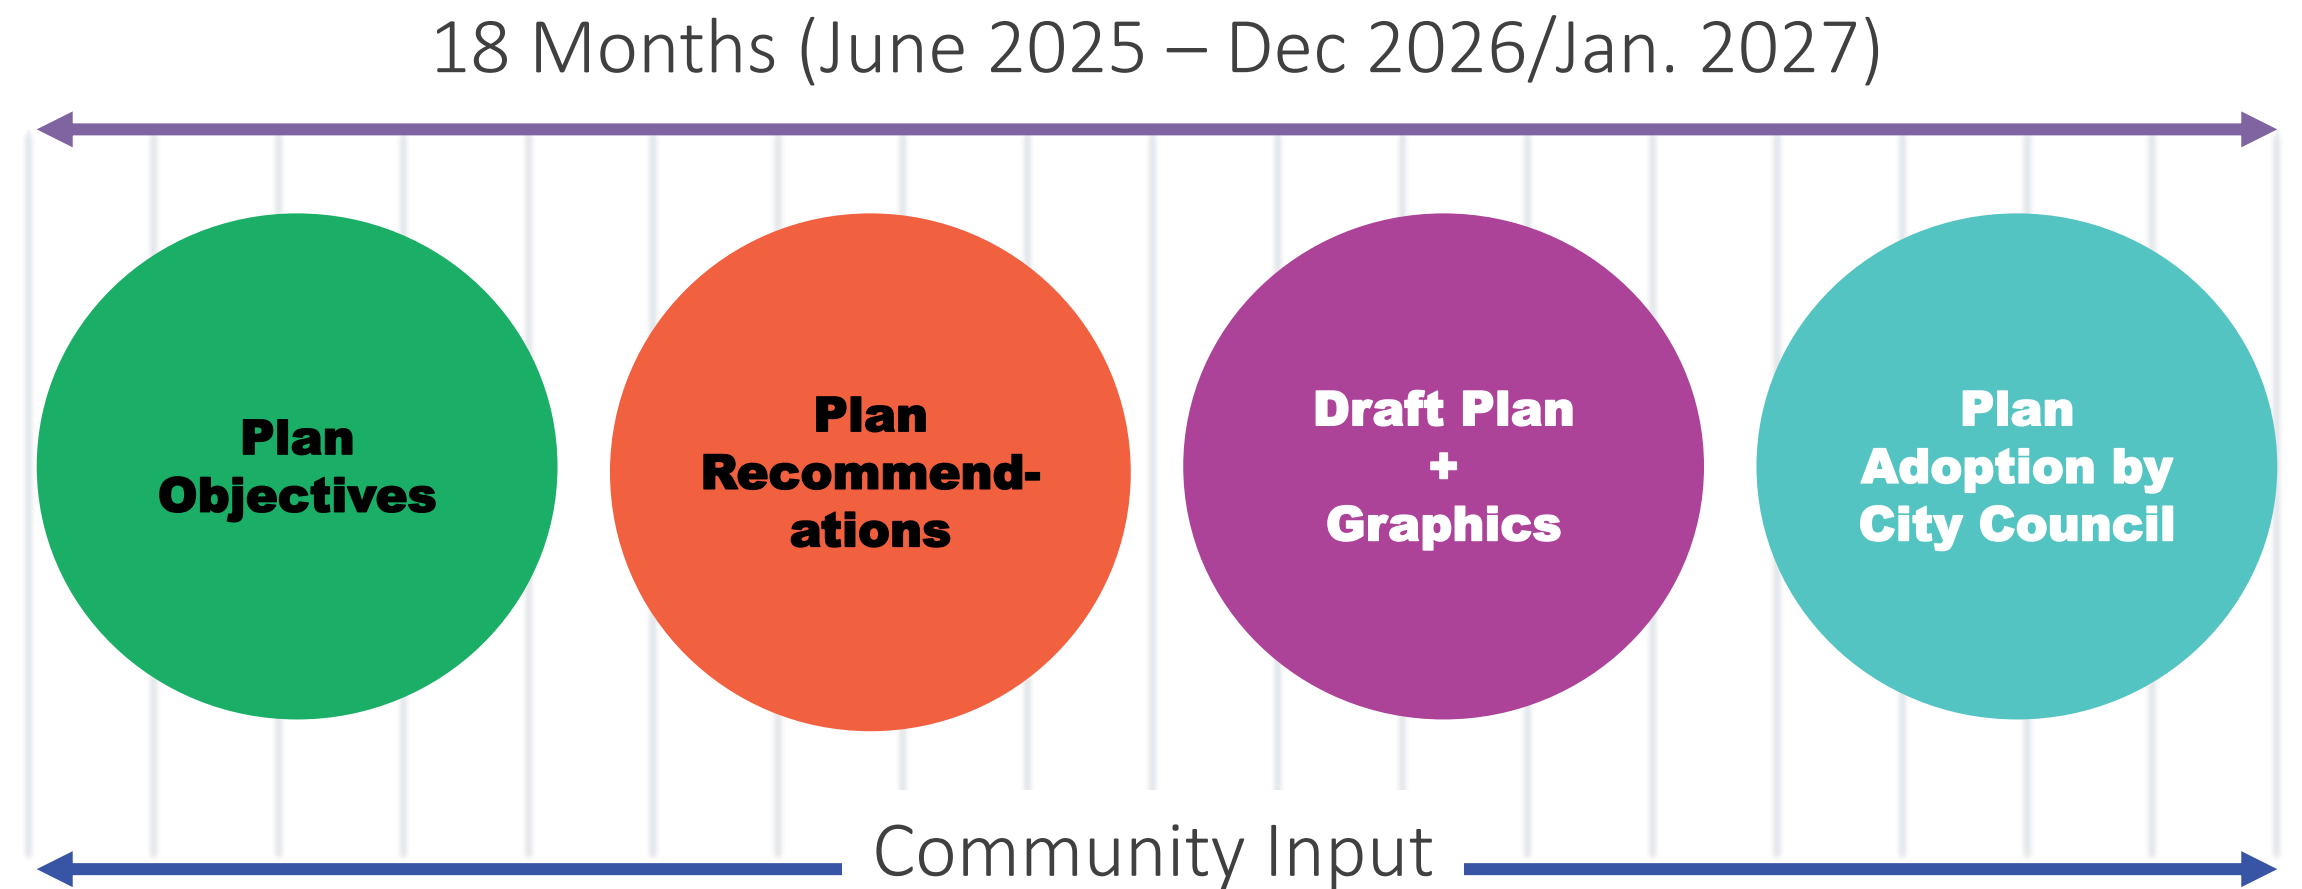 18 Months (June 2025 – Dec 2026/Jan. 2027)
Plan
Objectives
Plan
Recommend-
ations
Draft Plan
+
Graphics
Plan
Adoption by
City Council
Community Input